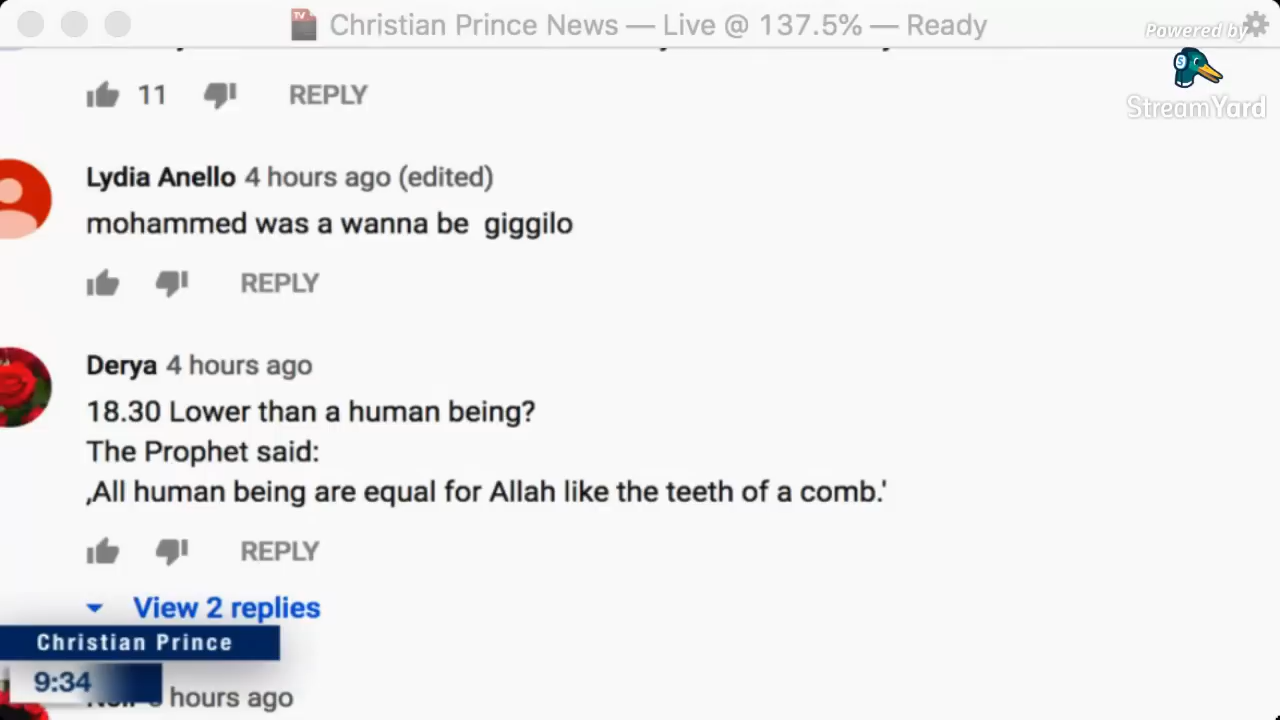 Christian Prince News — Live @ 137.5% — Ready
Powered by
StreamYard
11 REPLY
Lydia Anello 4 hours ago (edited)
mohammed was a wanna be giggilo
REPLY
Derya 4 hours ago
18.30 Lower than a human being?
The Prophet said:
‚All human being are equal for Allah like the teeth of a comb.'
REPLY
View 2 replies
Christian Prince
9:34
hours ago